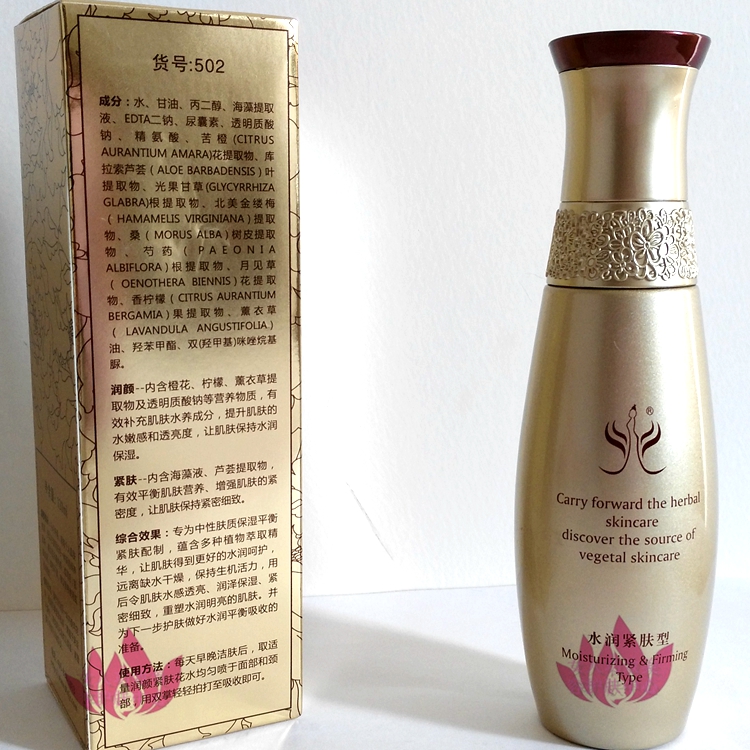 货号:502
成分：水、甘油、丙二醇、海藻提取
液、EDTA二钠、尿囊素、透明质酸
钠、精氨酸、苦橙(CITRUS
AURANTIUM AMARA)花提取物、库
拉索芦荟（ALOE BARBADENSIS）叶
提取物、光果甘草(GLYCYRRHIZA
GLABRA)根提取物、北美金缕梅
（HAMAMELIS VIRGINIANA）提取
物、桑（MORUS ALBA）树皮提取物
、芍药（PAEONIA
ALBIFLORA）根提取物、月见草
（OENOTHERA BIENNIS)花提取
物、香柠檬（CITRUS AURANTIUM
BERGAMIA）果提取物、薰衣草
（LAVANDULA ANGUSTIFOLIA）
油、羟苯甲酯、双(羟甲基)咪唑烷基
脲。
润颜--内含橙花、柠檬、薰衣草提
取物及透明质酸钠等营养物质，有
效补充肌肤水养成分，提升肌肤的
水嫩感和透亮度，让肌肤保持水润
保湿。
紧肤--内含海藻液、芦荟提取物，
有效平衡肌肤营养、增强肌肤的紧
密度，让肌肤保持紧密细致。
综合效果：专为中性肤质保湿平衡
紧肤配制，蕴含多种植物萃取精
华，让肌肤得到更好的水润呵护，
远离缺水干燥，保持生机活力，用
后令肌肤水感透亮、润泽保湿、紧
密细致，重塑水润明亮的肌肤。并
为下一步护肤做好水润平衡吸收的
准备。
使用方法：每天早晚洁肤后，取适
量润颜紧肤花水均匀喷于面部和颈
部，用双掌轻轻拍打至吸收即可。
®
Carry forward the herbal
skincare
discover the source of
vegetal skincare
水润紧肤型
Moisturizing & Firming
Type